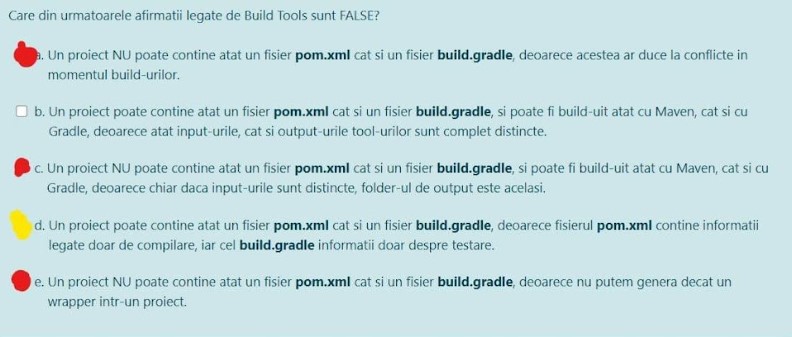 Care din urmatoarele afirmatii legate de Build Tools sunt FALSE?
a. Un proiect NU poate contine atat un fisier pom.xml cat si un fisier build.gradle, deoarece acestea ar duce la conflicte in
momentul build-urilor.
b. Un proiect poate contine atat un fisier pom.xml cat si un fisier build.gradle, si poate fi build-uit atat cu Maven, cat si cu
Gradle, deoarece atat input-urile, cat si output-urile tool-urilor sunt complet distincte.
c. Un proiect NU poate contine atat un fisier pom.xml cat si un fisier build.gradle, si poate fi build-uit atat cu Maven, cat si cu
Gradle, deoarece chiar daca input-urile sunt distincte, folder-ul de output este acelasi.
d. Un proiect poate contine atat un fisier pom.xml cat si un fisier build.gradle, deoarece fisierul pom.xml contine informatii
legate doar de compilare, iar cel build.gradle informatii doar despre testare.
e. Un proiect NU poate contine atat un fisier pom.xml cat si un fisier build.gradle, deoarece nu putem genera decat un
wrapper intr-un proiect.